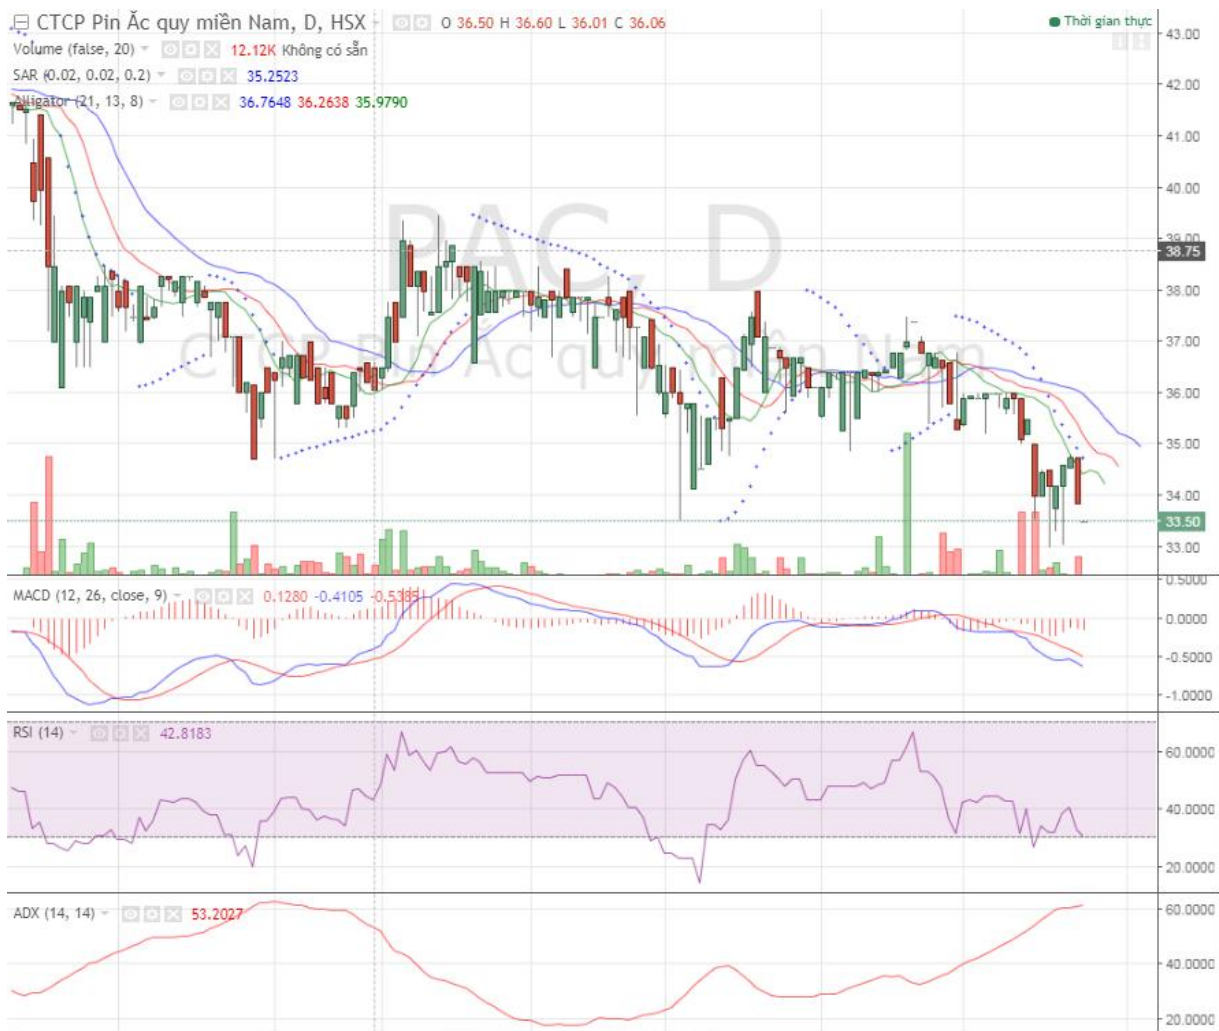 CTCP Pin Ắc quy miền Nam, D, HSX O 36.50 H 36.60 L 36.01 C 36.06
Thời gian thực
Volume (false, 20) 12.12K Không có sẵn
SAR (0.02, 0.02, 0.2) 35.2523
Alligator (21, 13, 8) 36.7648 36.2638 35.9790
PAC, D
CTCP Pin Ắc quy miền Nam
43.00
42.00
41.00
40.00
39.00
38.75
38.00
37.00
36.00
35.00
34.00
33.50
33.00
MACD (12, 26, close, 9) 0.1280 -0.4105 -0.5385
0.5000
0.0000
-0.5000
-1.0000
RSI (14) 42.8183
60.0000
40.0000
20.0000
ADX (14, 14) 53.2027
60.0000
40.0000
20.0000